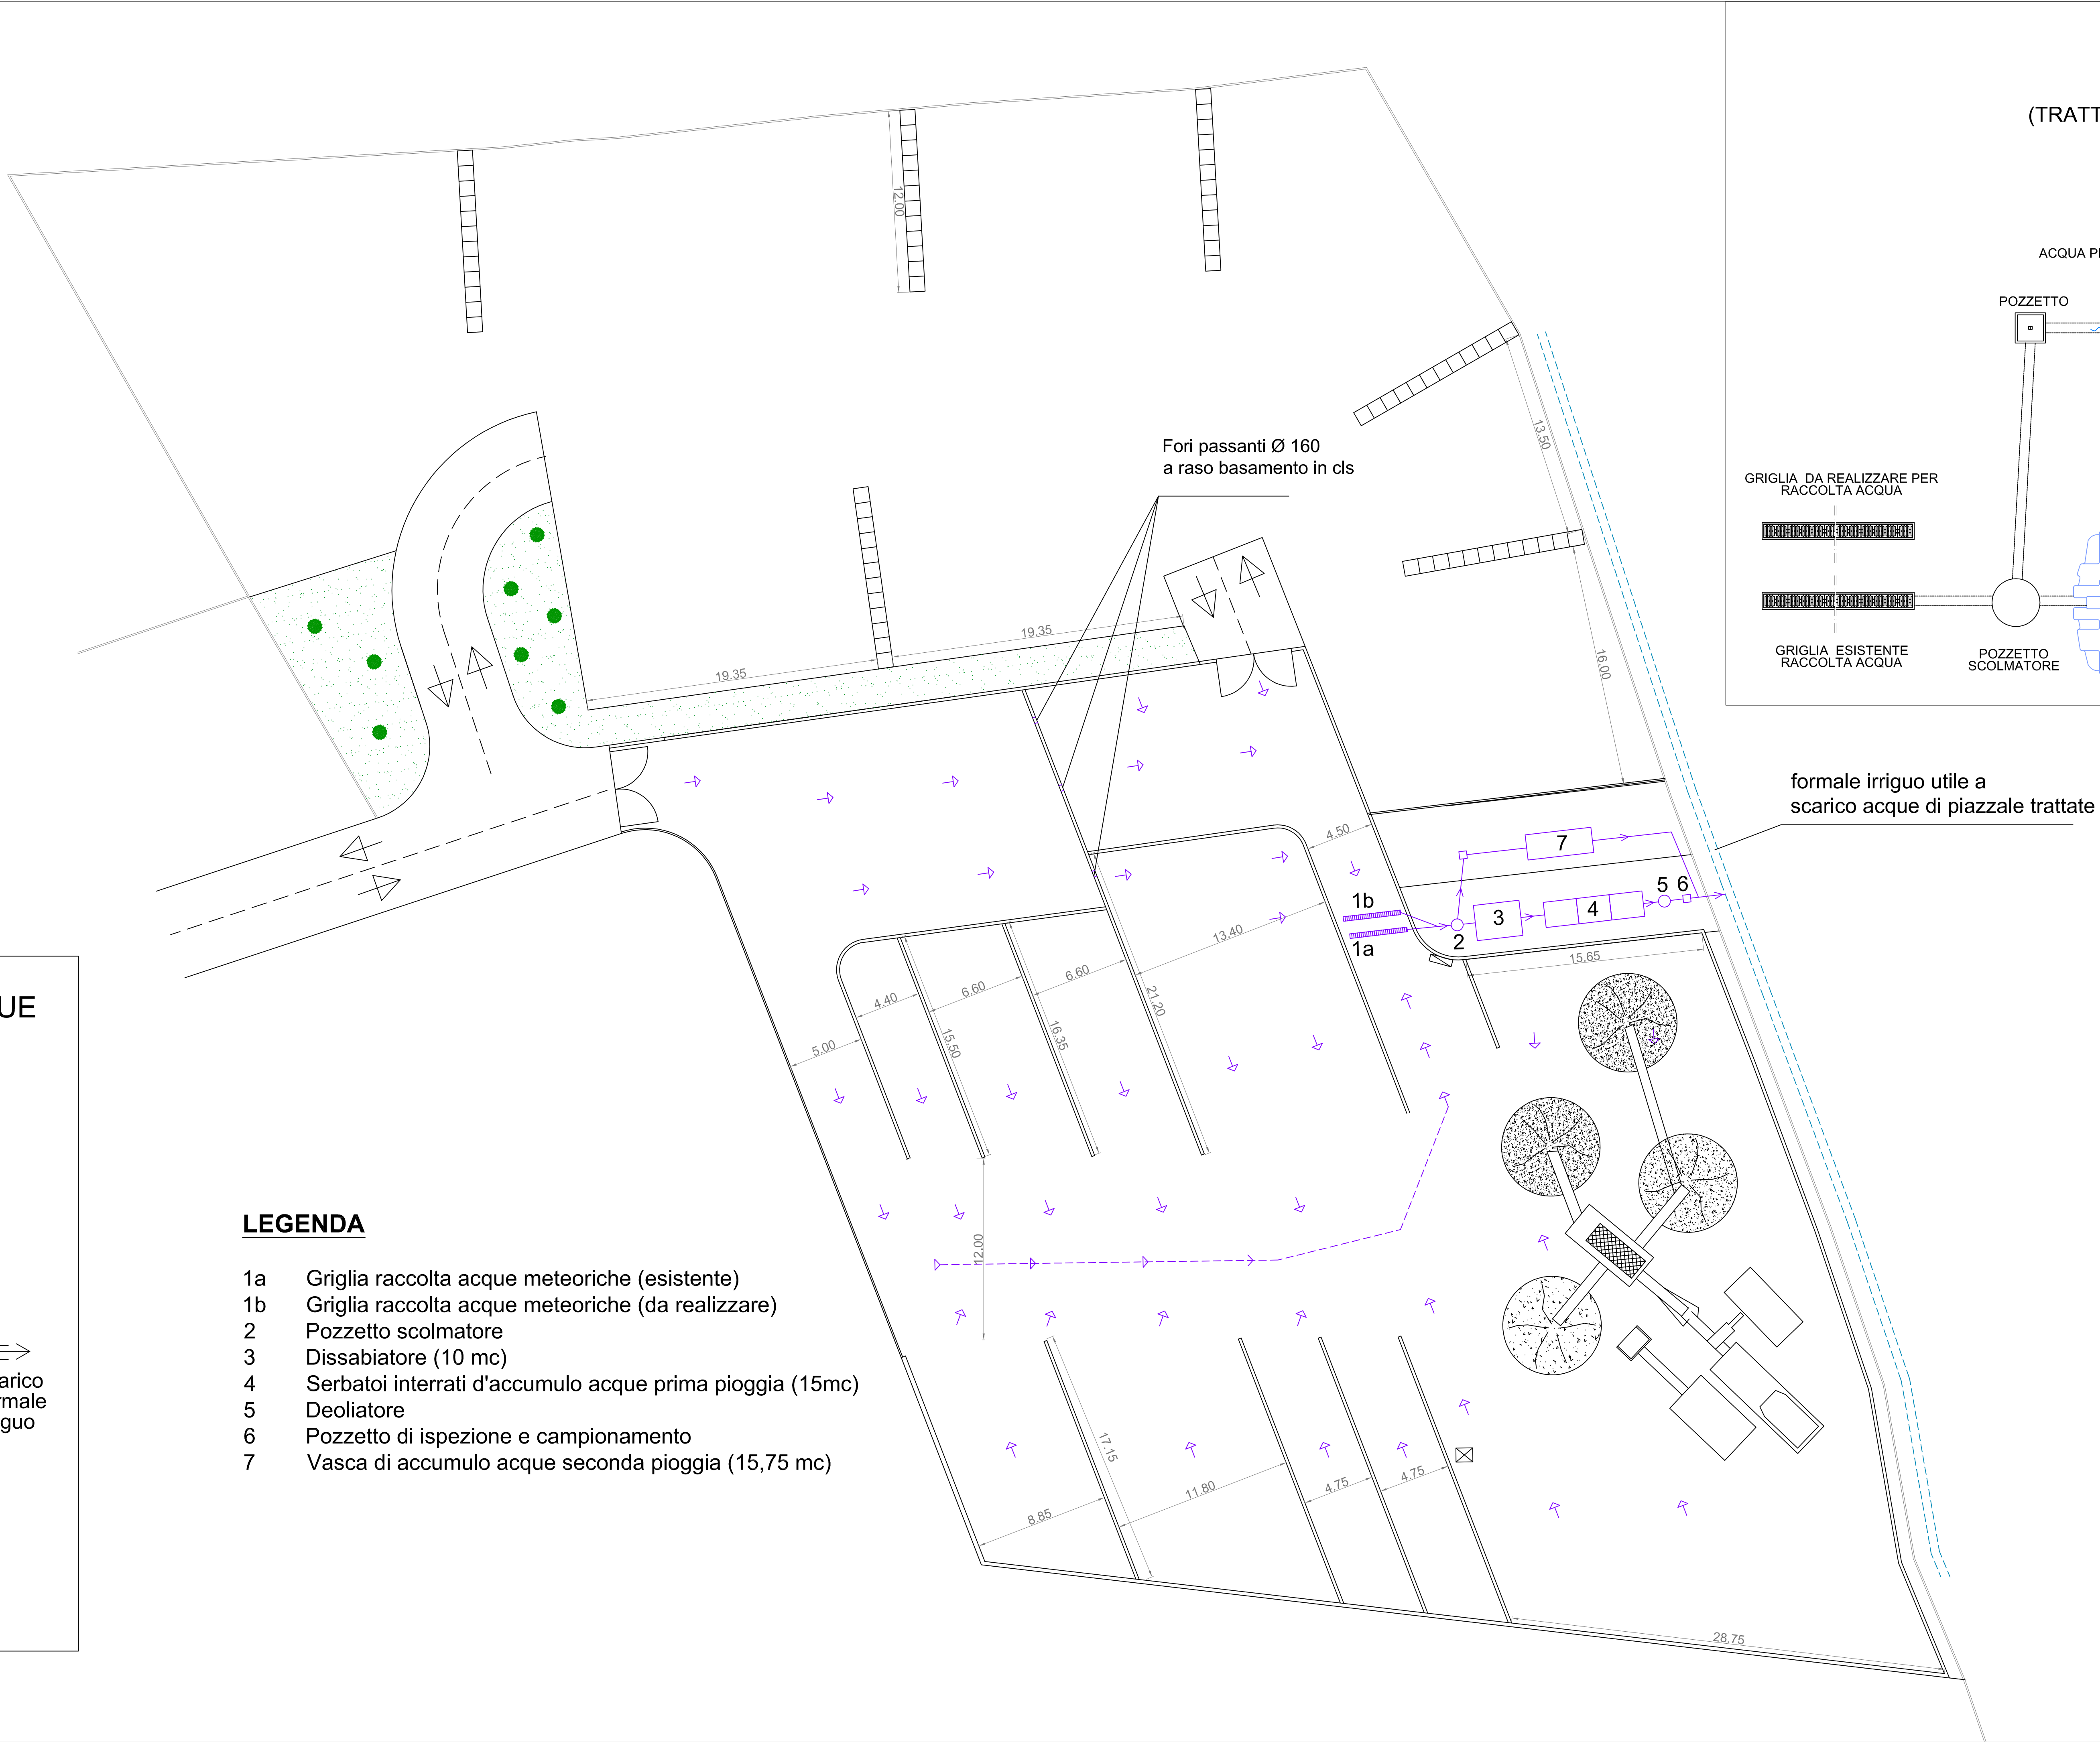 (TRATT
ACQUA
POZZETTO
GRIGLIA DA REALIZZARE PER
RACCOLTA ACQUA
GRIGLIA ESISTENTE
RACCOLTA ACQUA
POZZETTO
SCOLMATORE
12.00
13.50
Fori passanti Ø 160
a raso basamento in cls
19.35
19.35
16.00
formale irriguo utile a
scarico acque di piazzale trattate
4.50
7
1b
1a
2
3
4
5
6
15.65
13.40
4.40
6.60
6.60
5.00
15.50
16.35
21.20
12.00
17.15
8.85
11.80
4.75
4.75
28.75
UE
arico
rmale
iguo
LEGENDA
1a Griglia raccolta acque meteoriche (esistente)
1b Griglia raccolta acque meteoriche (da realizzare)
2 Pozzetto scolmatore
3 Dissabiatore (10 mc)
4 Serbatoi interrati d'accumulo acque prima pioggia (15mc)
5 Deoliatore
6 Pozzetto di ispezione e campionamento
7 Vasca di accumulo acque seconda pioggia (15,75 mc)